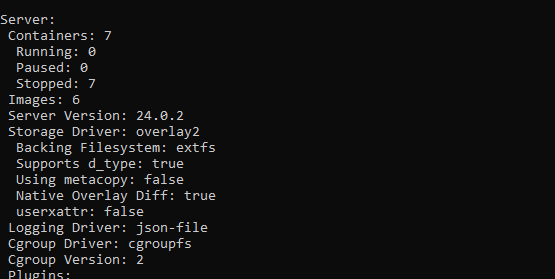 Server:
Containers: 7
Running: 0
Paused: 0
Stopped: 7
Images: 6
Server Version: 24.0.2
Storage Driver: overlay2
Backing Filesystem: extfs
Supports d_type: true
Using metacopy: false
Native Overlay Diff: true
userxattr: false
Logging Driver: json-file
Cgroup Driver: cgroupfs
Cgroup Version: 2
Plugins: